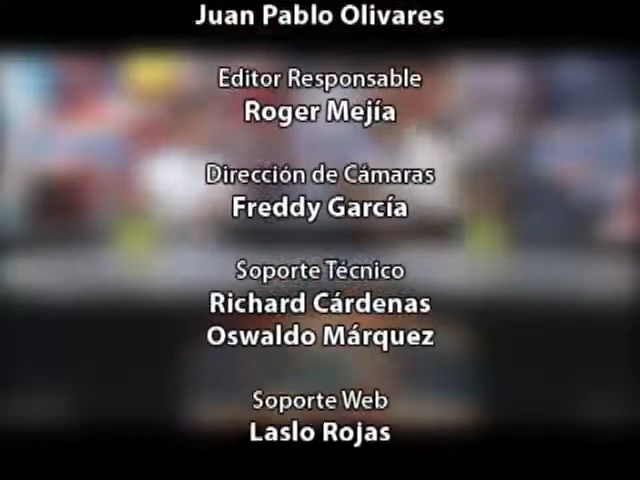 Juan Pablo Olivares
Editor Responsable
Roger Mejía
Dirección de Cámaras
Freddy García
Soporte Técnico
Richard Cárdenas
Oswaldo Márquez
Soporte Web
Laslo Rojas